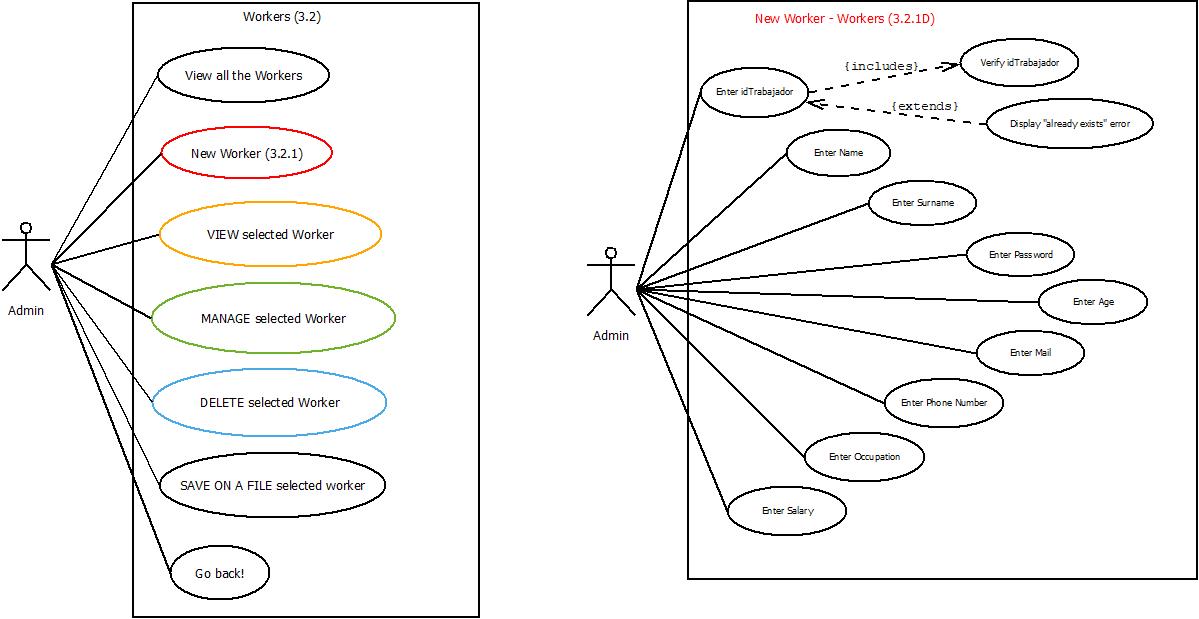 Workers (3.2)
View all the Workers
New Worker (3.2.1)
VIEW selected Worker
MANAGE selected Worker
DELETE selected Worker
SAVE ON A FILE selected worker
Go back!
Admin
New Worker - Workers (3.2.1D)
Enter idTrabajador
{includes}
Verify idTrabajador
{extends}
Display "already exists" error
Enter Name
Enter Surname
Enter Password
Enter Age
Enter Mail
Enter Phone Number
Enter Occupation
Enter Salary
Admin